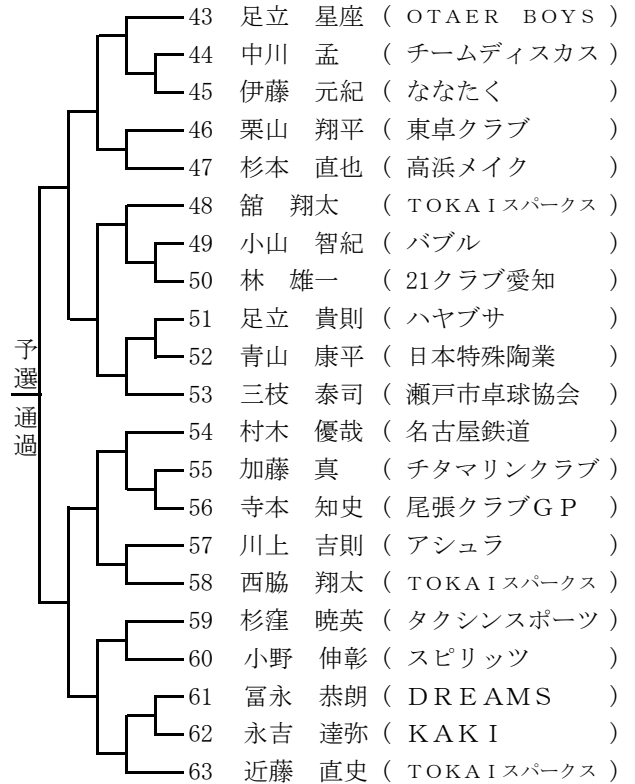 43 足立 星座 ( OTAER BOYS )
44 中川 孟 ( チームディスカス )
45 伊藤 元紀 ( ななたく )
46 栗山 翔平 ( 東卓クラブ )
47 杉本 直也 ( 高浜メイク )
48 舘 翔太 ( TOKAIスパークス )
49 小山 智紀 ( バブル )
50 林 雄一 ( 21クラブ愛知 )
51 足立 貴則 ( ハヤブサ )
52 青山 康平 ( 日本特殊陶業 )
53 三枝 泰司 ( 瀬戸市卓球協会 )
予選通過
54 村木 優哉 ( 名古屋鉄道 )
55 加藤 真 ( チタマリンクラブ )
56 寺本 知史 ( 尾張クラブGP )
57 川上 吉則 ( アシュラ )
58 西脇 翔太 ( TOKAIスパークス )
59 杉窪 暁英 ( タクシンスポーツ )
60 小野 伸彰 ( スピリッツ )
61 冨永 恭朗 ( DREAMS )
62 永吉 達弥 ( KAKI )
63 近藤 直史 ( TOKAIスパークス )